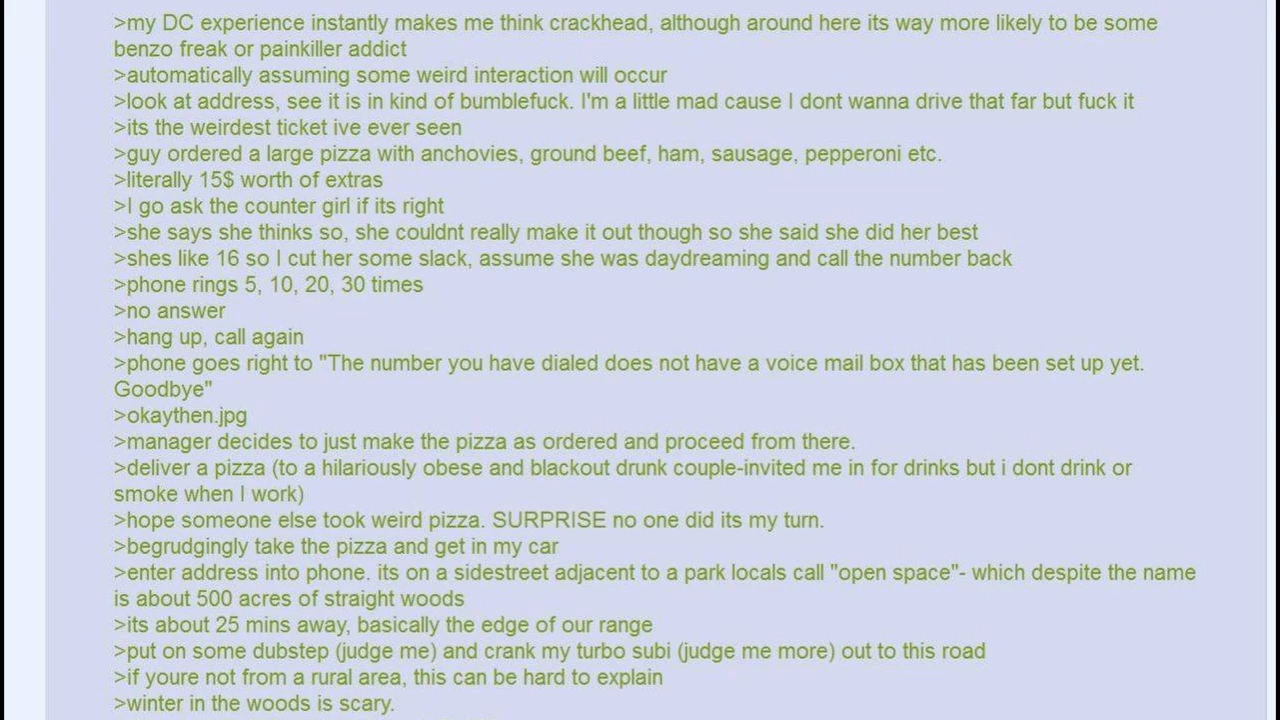 >my DC experience instantly makes me think crackhead, although around here its way more likely to be some
benzo freak or painkiller addict
>automatically assuming some weird interaction will occur
>look at address, see it is in kind of bumblefuck. I'm a little mad cause I dont wanna drive that far but fuck it
>its the weirdest ticket ive ever seen
>guy ordered a large pizza with anchovies, ground beef, ham, sausage, pepperoni etc.
>literally 15$ worth of extras
>I go ask the counter girl if its right
>she says she thinks so, she couldnt really make it out though so she said she did her best
>shes like 16 so I cut her some slack, assume she was daydreaming and call the number back
>phone rings 5, 10, 20, 30 times
>no answer
>hang up, call again
>phone goes right to "The number you have dialed does not have a voice mail box that has been set up yet.
Goodbye"
>okaythen.jpg
>manager decides to just make the pizza as ordered and proceed from there.
>deliver a pizza (to a hilariously obese and blackout drunk couple-invited me in for drinks but i dont drink or
smoke when I work)
>hope someone else took weird pizza. SURPRISE no one did its my turn.
>begrudgingly take the pizza and get in my car
>enter address into phone. its on a sidestreet adjacent to a park locals call "open space"- which despite the name
is about 500 acres of straight woods
>its about 25 mins away, basically the edge of our range
>put on some dubstep (judge me) and crank my turbo subi (judge me more) out to this road
>if youre not from a rural area, this can be hard to explain
>winter in the woods is scary.